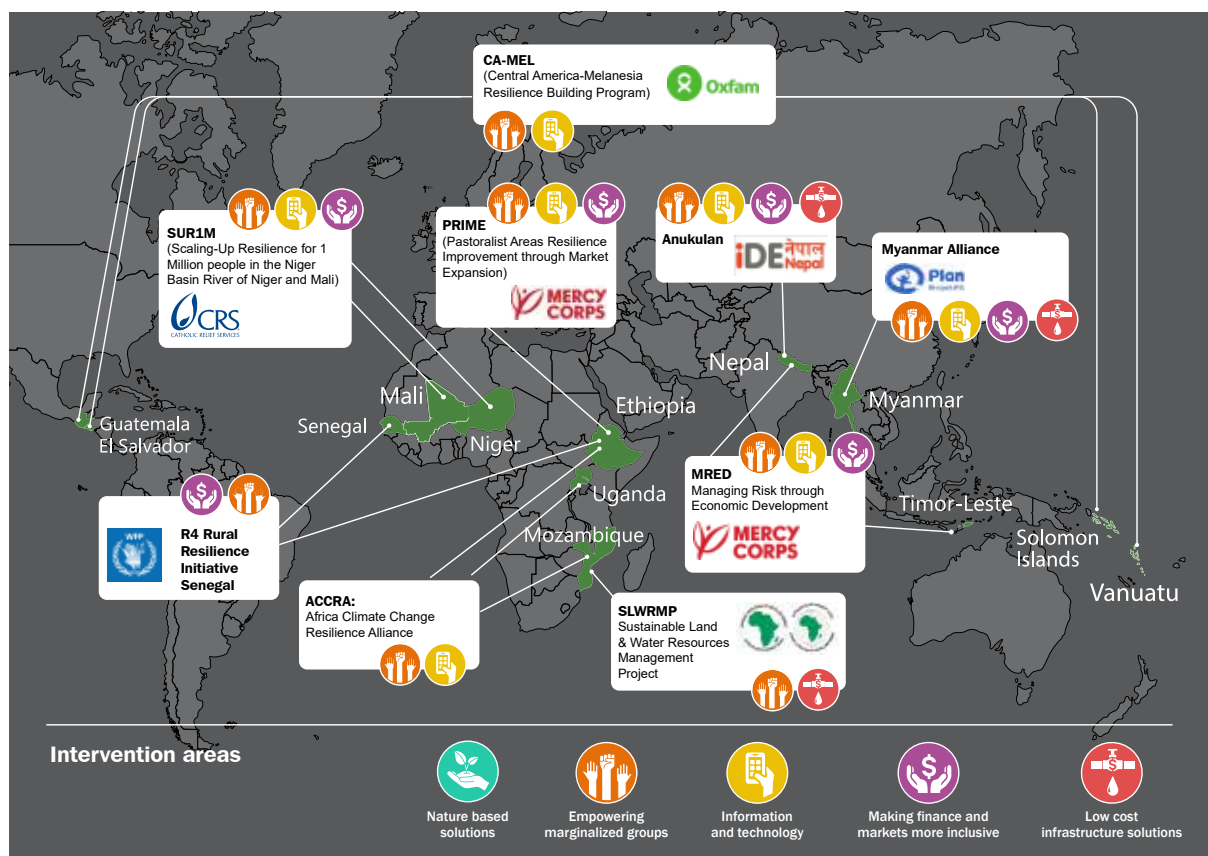 CA-MEL
(Central America-Melanesia
Resilience Building Program)
Oxfam
SUR1M
(Scaling-Up Resilience for 1
Million people in the Niger
Basin River of Niger and Mali)
CRS
CATHOLIC RELIEF SERVICES
PRIME
(Pastoralist Areas Resilience
Improvement through Market
Expansion)
MERCY
CORPS
Anukulan
iDE नेपाल
Nepal
Myanmar Alliance
Plan
Nepal
Mali
Ethiopia
Myanmar
Guatemala
El Salvador
Senegal
Niger
Uganda
MRED
Managing Risk through
Economic Development
MERCY
CORPS
Timor-Leste
Solomon
Islands
Vanuatu
Mozambique
WFP
R4 Rural
Resilience
Initiative
Senegal
ACCRA:
Africa Climate Change
Resilience Alliance
SLWRMP
Sustainable Land
& Water Resources
Management
Project
Intervention areas
Nature based
solutions
Empowering
marginalized groups
Information
and technology
Making finance and
markets more inclusive
Low cost
infrastructure solutions